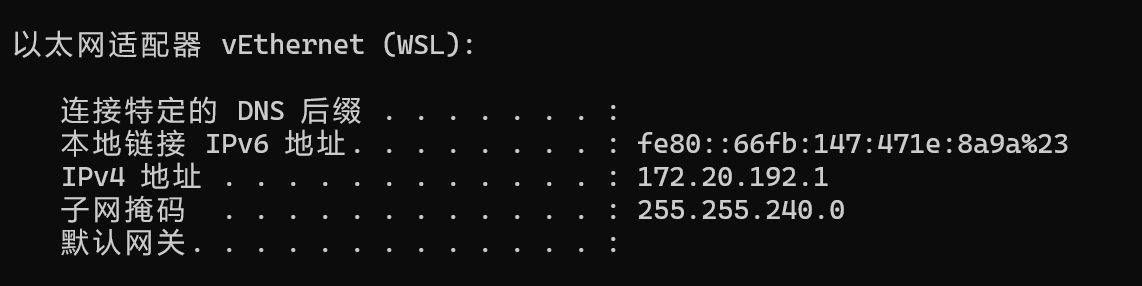 以太网适配器 vEthernet (WSL):
连接特定的 DNS 后缀 . . . . . . . :
本地链接 IPv6 地址. . . . . . . . : fe80::66fb:147:471e:8a9a%23
IPv4 地址 . . . . . . . . . . . . : 172.20.192.1
子网掩码  . . . . . . . . . . . . : 255.255.240.0
默认网关. . . . . . . . . . . . . :